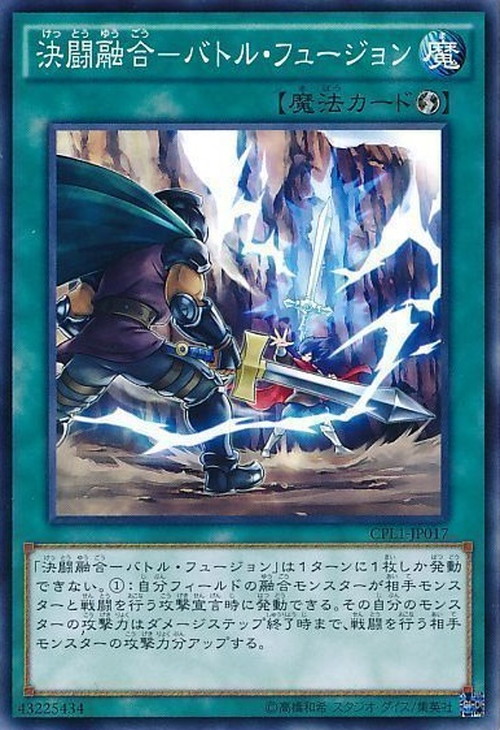 決闘融合－バトル・フュージョン
魔
【魔法カード】
CPL1-JP017
「決闘融合－バトル・フュージョン」は１ターンに１枚しか発動
できない。①：自分フィールドの融合モンスターが相手モンス
ターと戦闘を行う攻撃宣言時に発動できる。その自分のモンス
ターの攻撃力はダメージステップ終了時まで、戦闘を行う相手
モンスターの攻撃力分アップする。
43225434
©高橋和希 スタジオ・ダイス/集英社